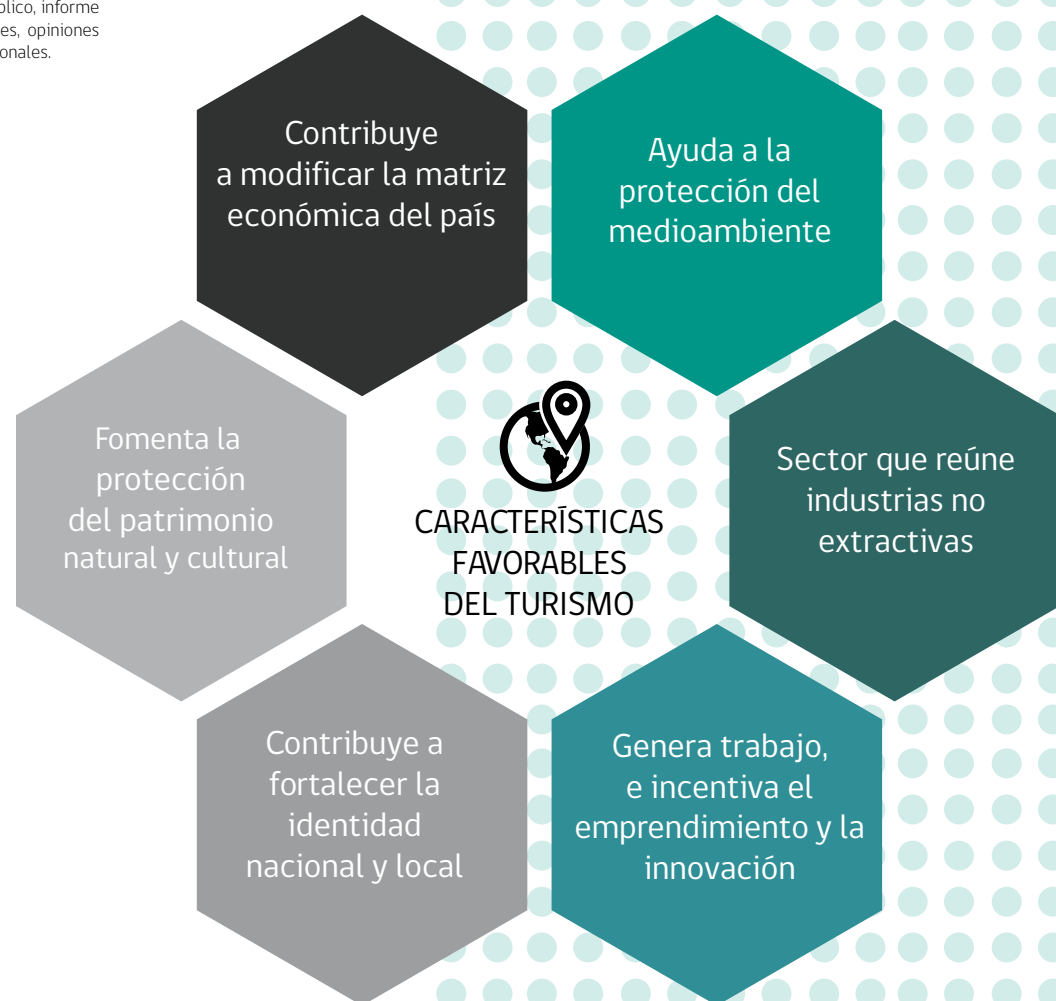 blico, informe
es, opiniones
onales.
Contribuye
a modificar la matriz
económica del país
Ayuda a la
protección del
medioambiente
Fomenta la
protección
del patrimonio
natural y cultural
CARACTERÍSTICAS
FAVORABLES
DEL TURISMO
Sector que reúne
industrias no
extractivas
Contribuye a
fortalecer la
identidad
nacional y local
Genera trabajo,
e incentiva el
emprendimiento y la
innovación